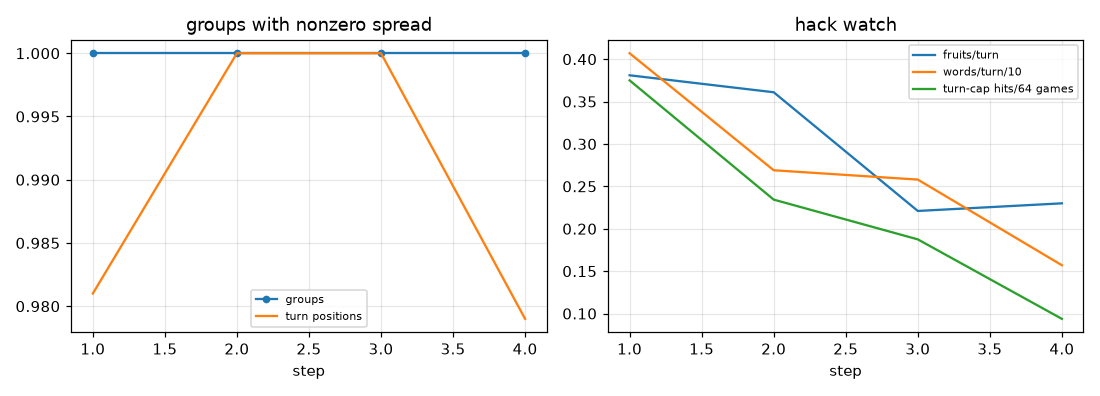 groups with nonzero spread
1.000
0.995
0.990
0.985
0.980
groups
turn positions
1.0 1.5 2.0 2.5 3.0 3.5 4.0
step
hack watch
0.40
0.35
0.30
0.25
0.20
0.15
0.10
fruits/turn
words/turn/10
turn-cap hits/64 games
1.0 1.5 2.0 2.5 3.0 3.5 4.0
step